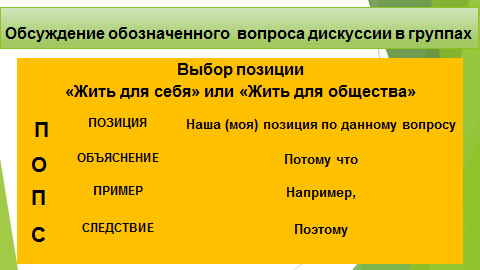 Обсуждение обозначенного вопроса дискуссии в группах
Выбор позиции
«Жить для себя» или «Жить для общества»
П ПОЗИЦИЯ Наша (моя) позиция по данному вопросу
О ОБЪЯСНЕНИЕ Потому что
П ПРИМЕР Например,
С СЛЕДСТВИЕ Поэтому